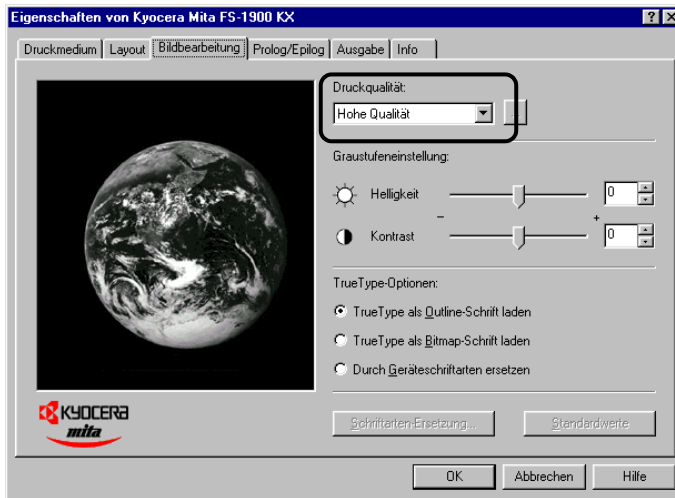 Eigenschaften von Kyocera Mita FS-1900 KX
Druckmedium Layout Bildbearbeitung Prolog/Epilog Ausgabe Info
Druckqualität:
Hohe Qualität
Graustufeneinstellung:
Helligkeit 0
- +
Kontrast 0
TrueType-Optionen:
TrueType als Outline-Schrift laden
TrueType als Bitmap-Schrift laden
Durch Geräteschriftarten ersetzen
KYOCERA
mita
Schriftarten-Ersetzung... Standardwerte
OK Abbrechen Hilfe